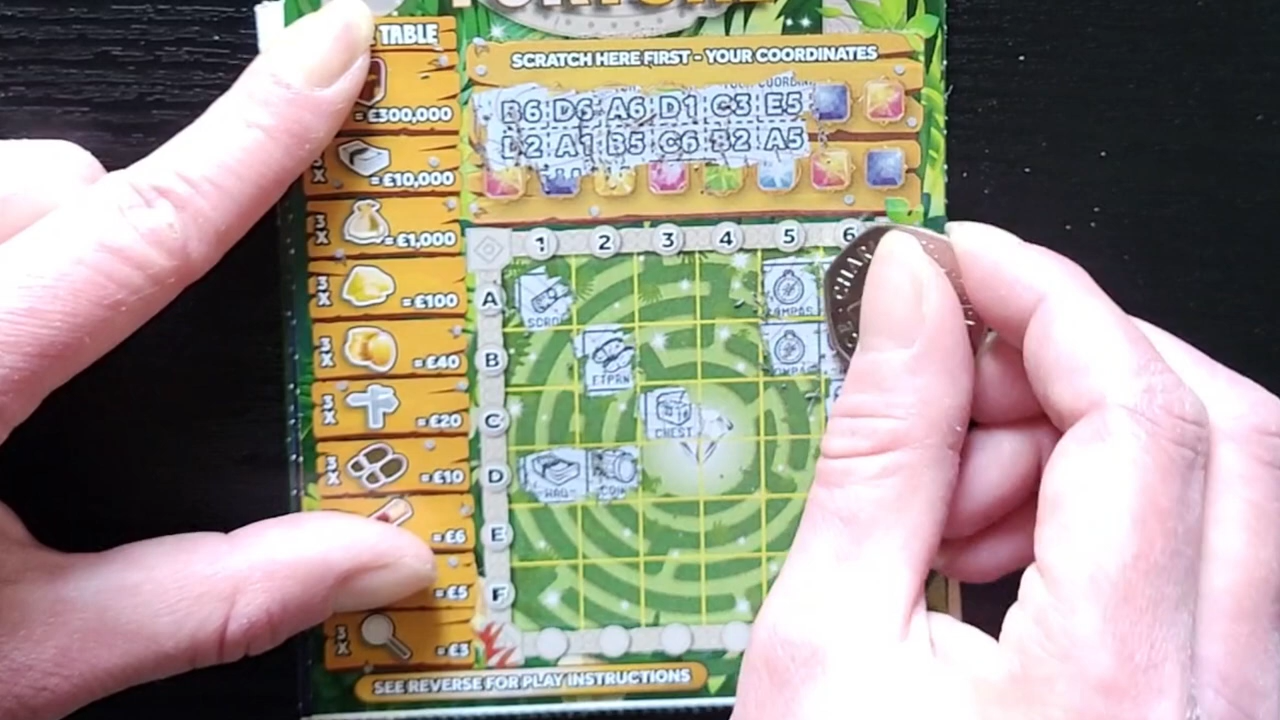 TABLE
SCRATCH HERE FIRST - YOUR COORDINATES
B6 D6 A6 D1 C3 E5
D2 A1 B5 C6 B2 A5
= £300,000
3X = £10,000
3X = £1,000
3X = £100
3X = £40
3X = £20
3X = £10
= £6
= £5
3X = £3
1 2 3 4 5 6
A
B
C CHEST
D
E
F
SEE REVERSE FOR PLAY INSTRUCTIONS